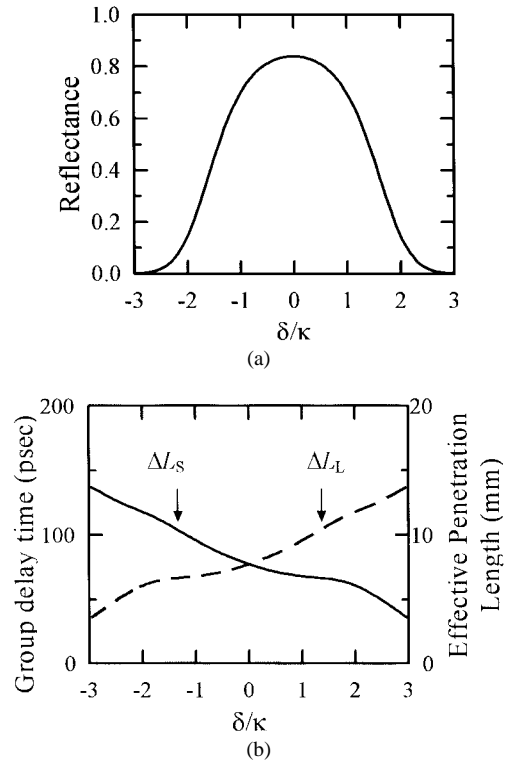 1.0
0.8
0.6
0.4
0.2
0.0
Reflectance
-3 -2 -1 0 1 2 3
δ/κ
(a)
200
100
0
Group delay time (psec)
20
10
0
Effective Penetration
Length (mm)
ΔL_S ΔL_L
-3 -2 -1 0 1 2 3
δ/κ
(b)